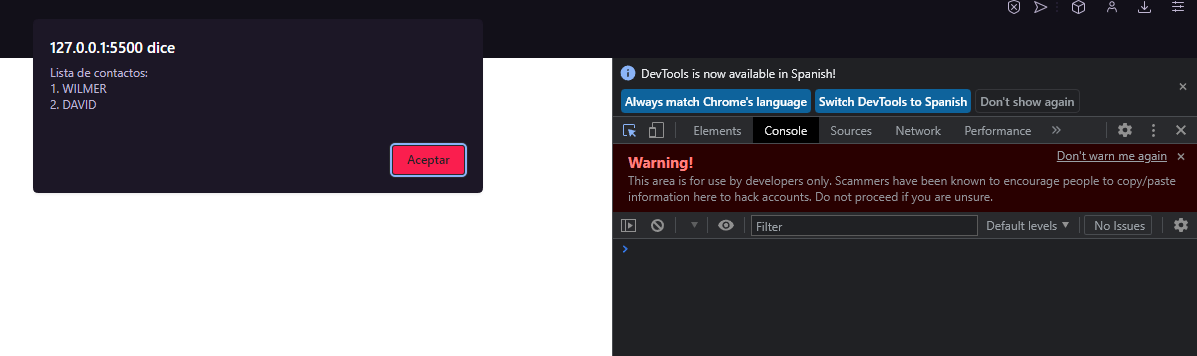 127.0.0.1:5500 dice
Lista de contactos:
1. WILMER
2. DAVID
Aceptar
DevTools is now available in Spanish!
Always match Chrome's language Switch DevTools to Spanish Don't show again
Elements Console Sources Network Performance
Warning! Don't warn me again
This area is for use by developers only. Scammers have been known to encourage people to copy/paste
information here to hack accounts. Do not proceed if you are unsure.
Filter Default levels No Issues